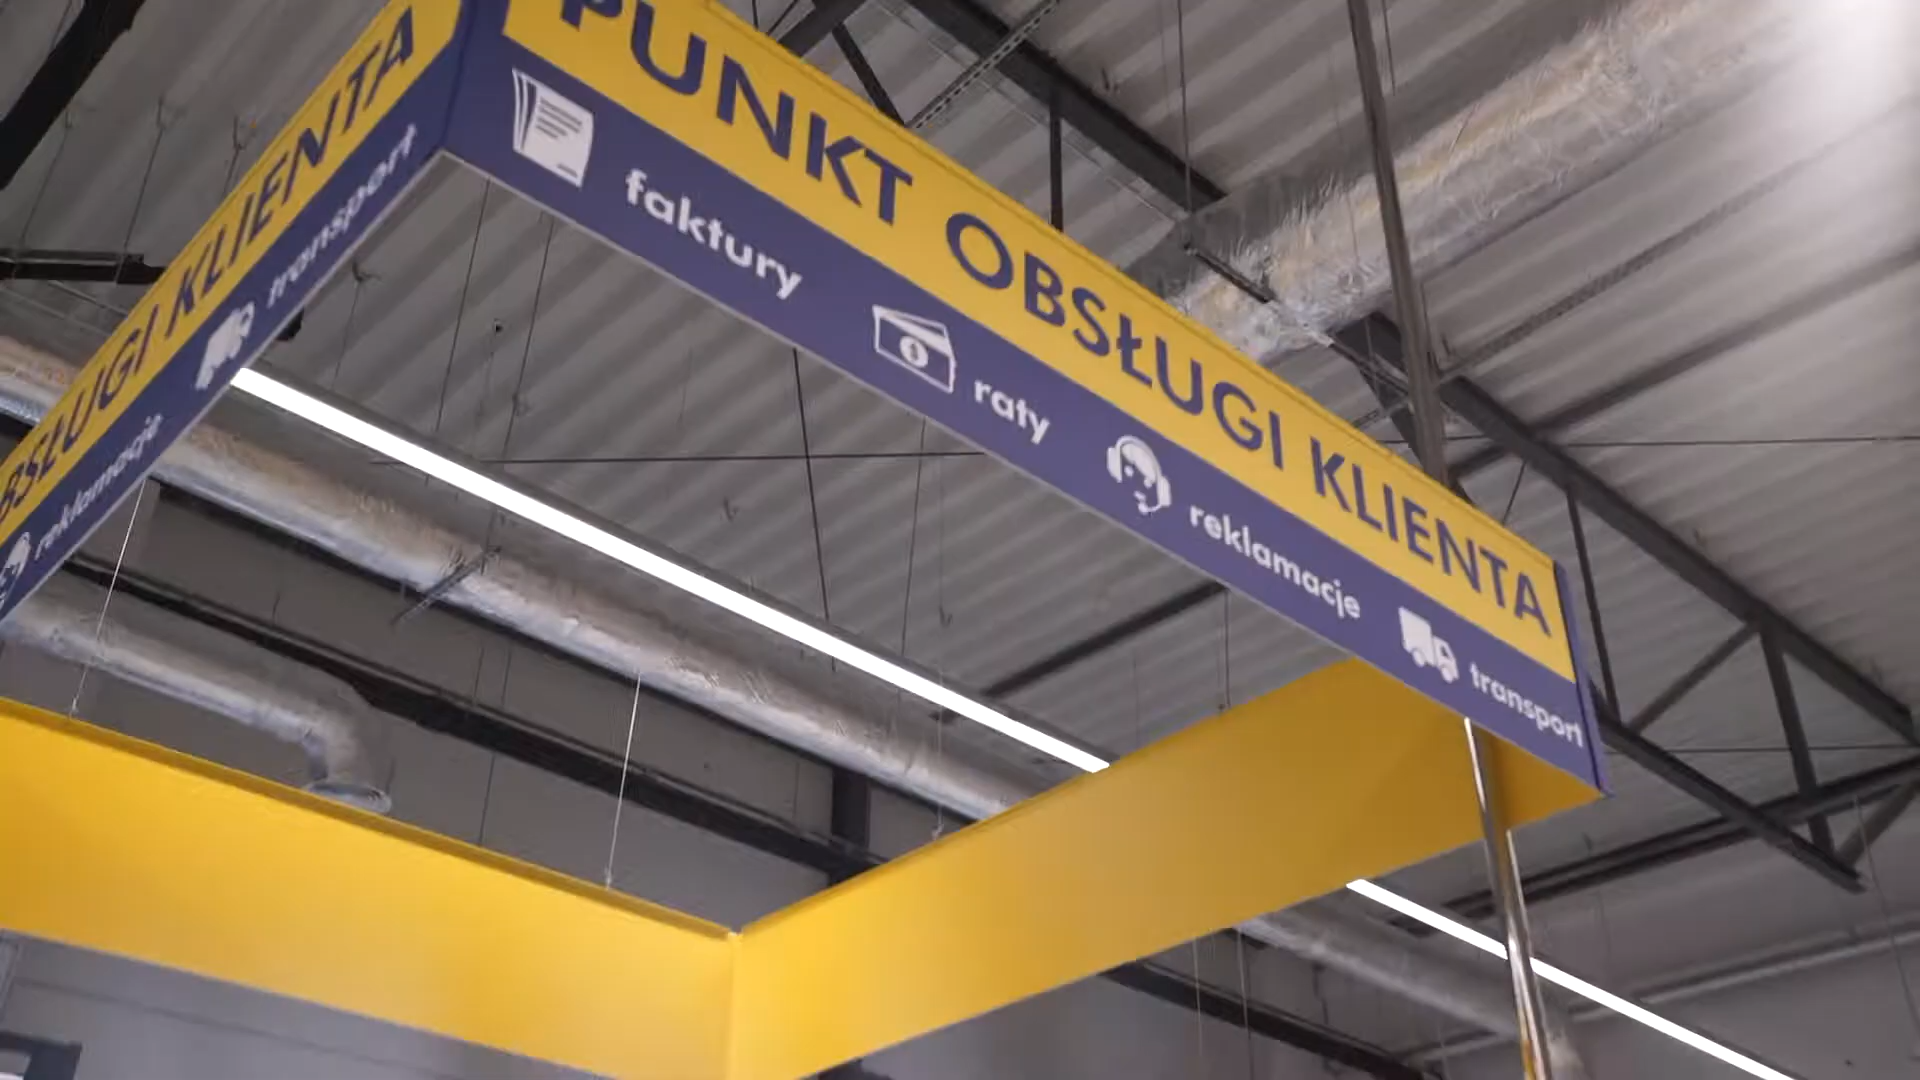 PUNKT OBSŁUGI KLIENTA
faktury
raty
reklamacje
transport
OBSŁUGI KLIENTA
reklamacje
transport